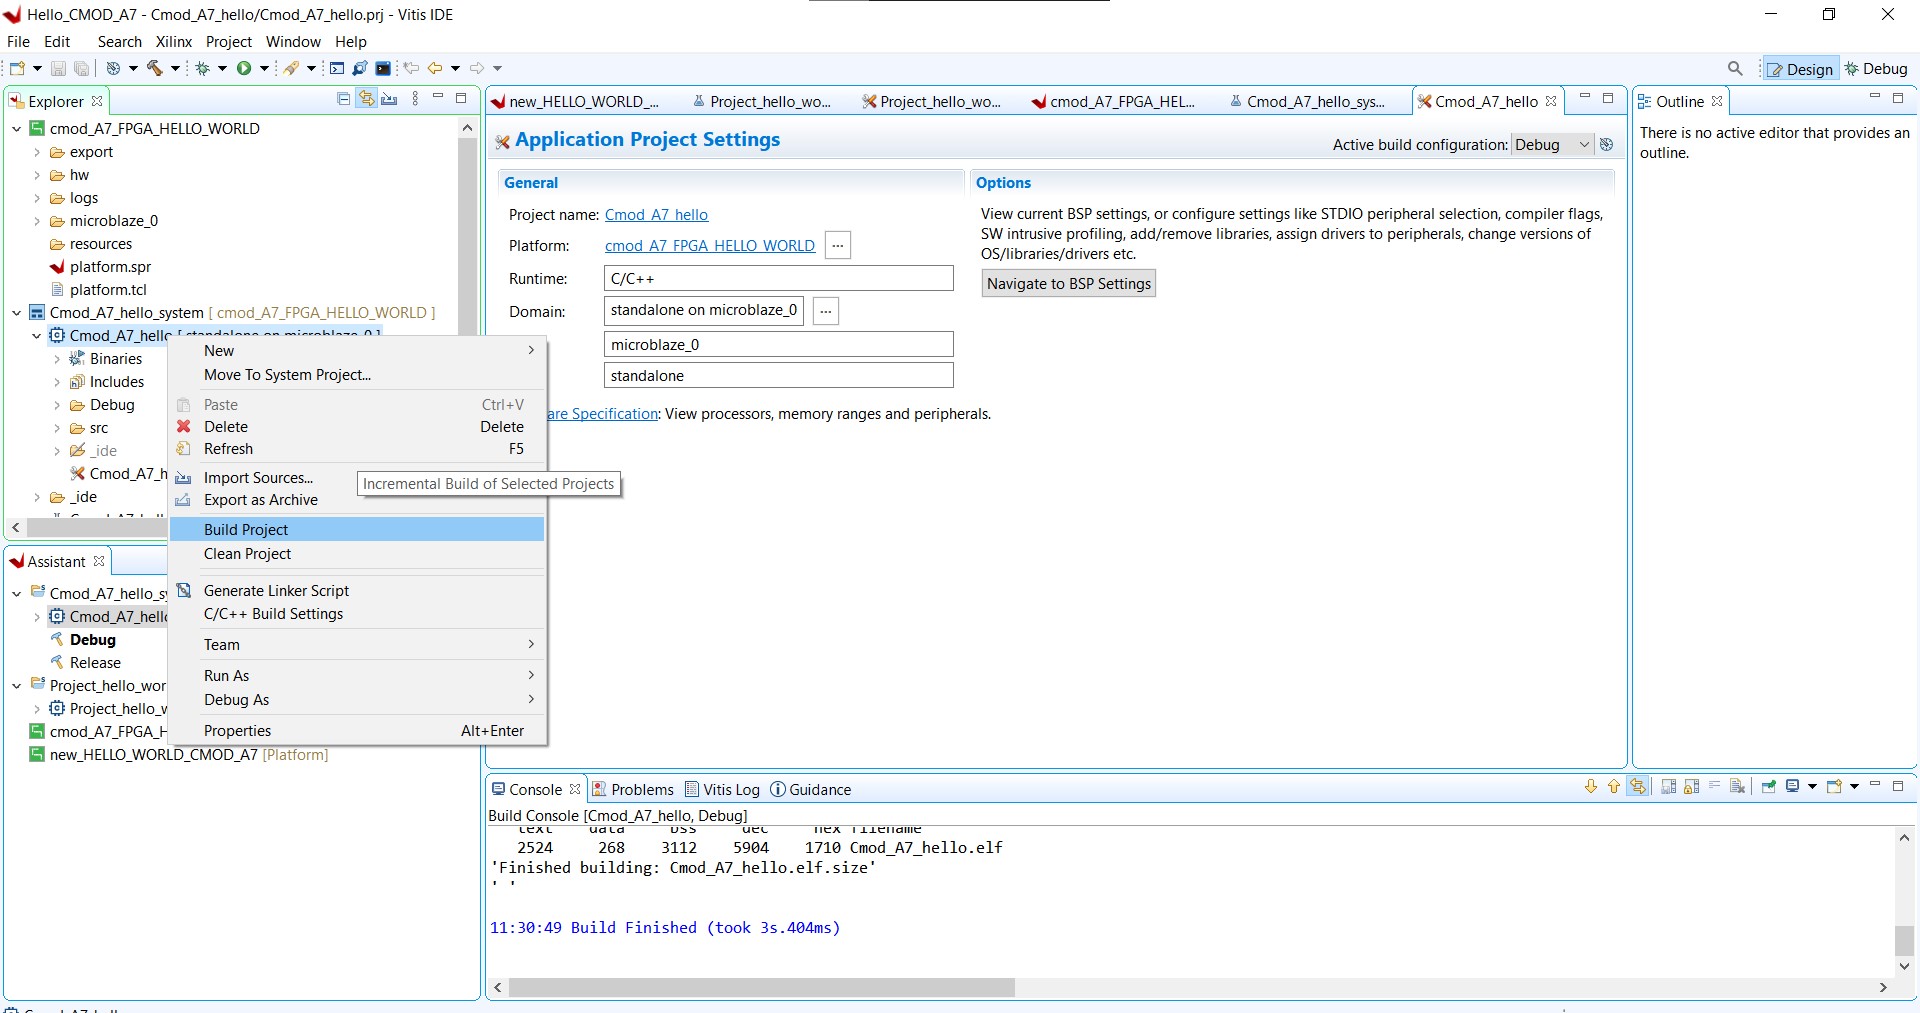 Hello_CMOD_A7 - Cmod_A7_hello/Cmod_A7_hello.prj - Vitis IDE
File Edit Search Xilinx Project Window Help
Design Debug
Explorer
cmod_A7_FPGA_HELLO_WORLD
export
hw
logs
microblaze_0
resources
platform.spr
platform.tcl
Cmod_A7_hello_system [ cmod_A7_FPGA_HELLO_WORLD ]
Cmod_A7_hello [ standalone on microblaze_0 ]
Binaries
Includes
Debug
src
_ide
Cmod_A7_h
_ide
New
Move To System Project...
Paste Ctrl+V
Delete Delete
Refresh F5
Import Sources...
Export as Archive
Incremental Build of Selected Projects
Build Project
Clean Project
Generate Linker Script
C/C++ Build Settings
Team
Run As
Debug As
Properties Alt+Enter
Assistant
Cmod_A7_hello_sy
Cmod_A7_hello
Debug
Release
Project_hello_wor
Project_hello_w
cmod_A7_FPGA_H
new_HELLO_WORLD_CMOD_A7 [Platform]
new_HELLO_WORLD_... Project_hello_wo... Project_hello_wo... cmod_A7_FPGA_HEL... Cmod_A7_hello_sys... Cmod_A7_hello
Application Project Settings
Active build configuration: Debug
General
Project name: Cmod_A7_hello
Platform: cmod_A7_FPGA_HELLO_WORLD ...
Runtime: C/C++
Domain: standalone on microblaze_0 ...
microblaze_0
standalone
are Specification: View processors, memory ranges and peripherals.
Options
View current BSP settings, or configure settings like STDIO peripheral selection, compiler flags,
SW intrusive profiling, add/remove libraries, assign drivers to peripherals, change versions of
OS/libraries/drivers etc.
Navigate to BSP Settings
Outline
There is no active editor that provides an
outline.
Console Problems Vitis Log Guidance
Build Console [Cmod_A7_hello, Debug]
text data bss dec hex filename
2524 268 3112 5904 1710 Cmod_A7_hello.elf
'Finished building: Cmod_A7_hello.elf.size'
' '
11:30:49 Build Finished (took 3s.404ms)